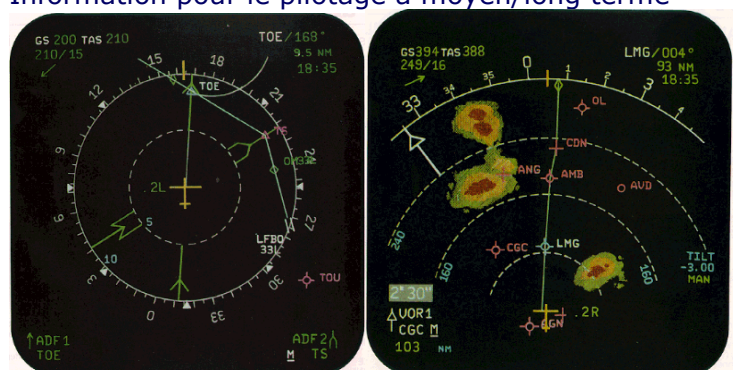 Information pour le pilotage à moyen/long terme
GS 200 TAS 210
210/15
TOE/168°
9.5 NM
18:35
15
18
21
24
27
30
33
0
3
6
9
12
TOE
TS
.2L
5
10
LFBO
33L
TOU
ADF1
TOE
ADF2
M TS
GS394 TAS388
249/16
LMG/004°
93 NM
18:35
33
34
35
0
1
2
3
4
OL
CDN
ANG
AMB
AVD
CGC
LMG
240
160
160
TILT
-3.00
MAN
2'30"
VOR1
CGC M
103 NM
AGN
.2R